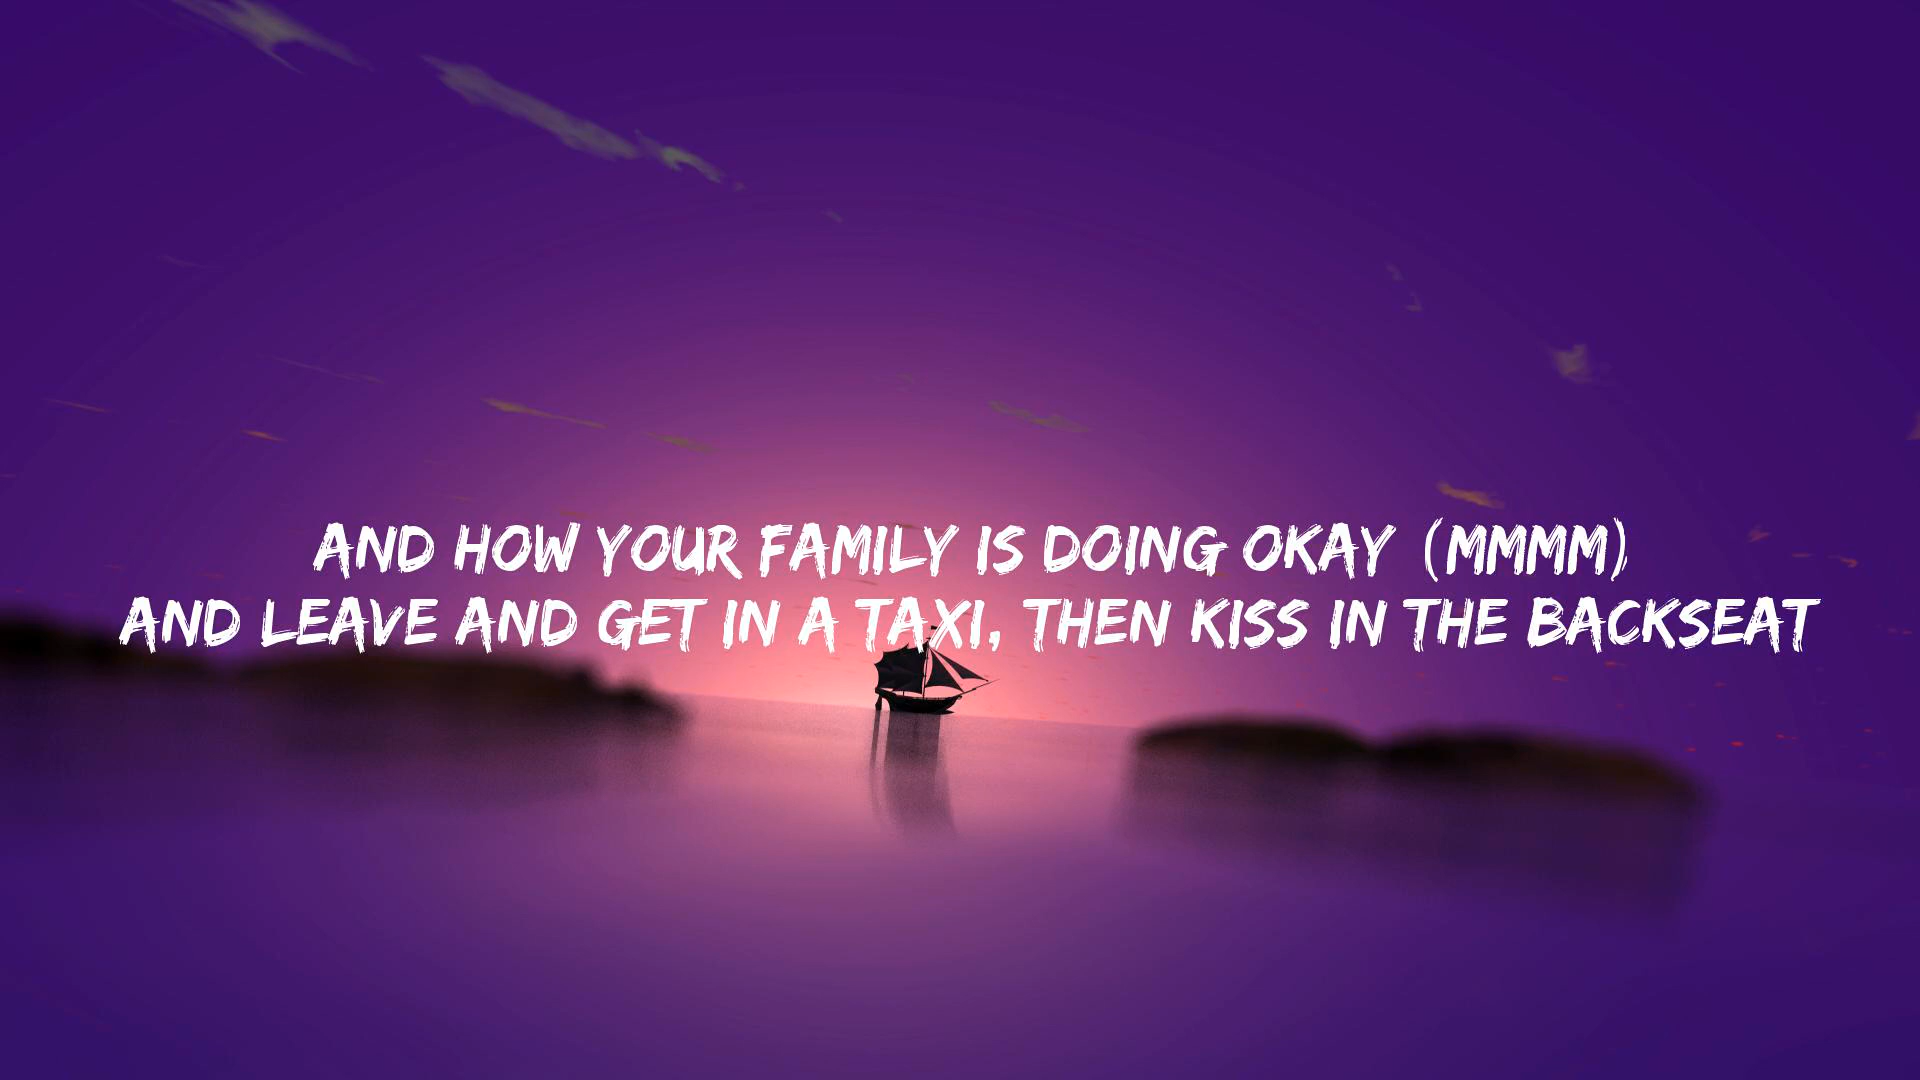 AND HOW YOUR FAMILY IS DOING OKAY (MMMM)
AND LEAVE AND GET IN A TAXI, THEN KISS IN THE BACKSEAT